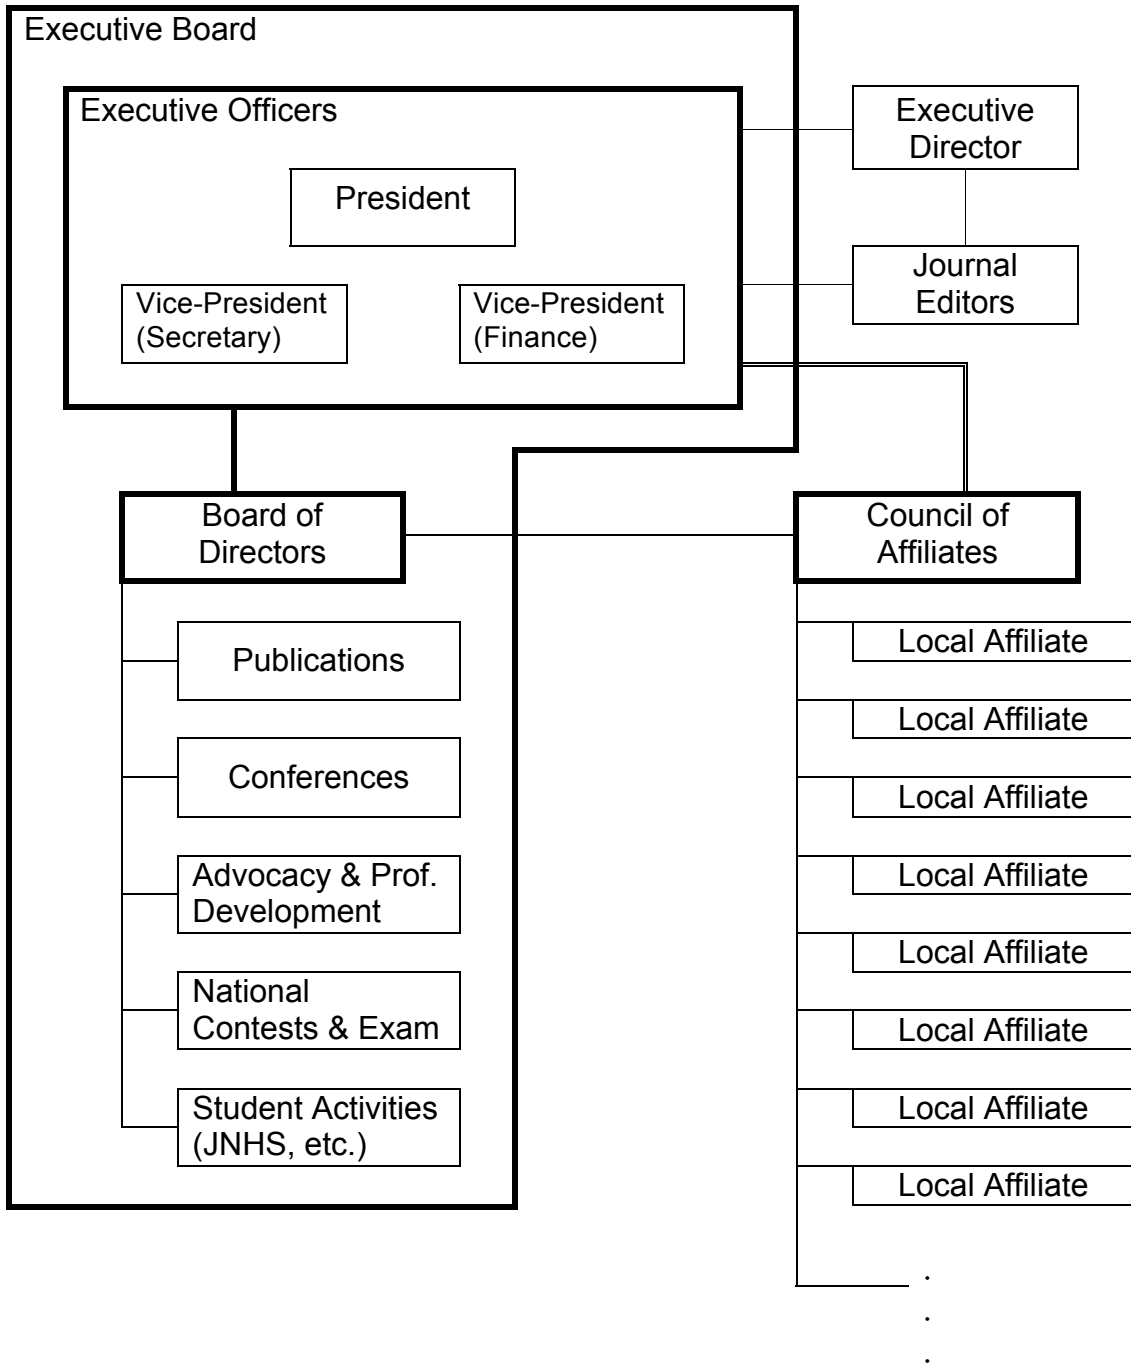 Executive Board
Executive Officers
President
Vice-President
(Secretary)
Vice-President
(Finance)
Executive
Director
Journal
Editors
Board of
Directors
Publications
Conferences
Advocacy & Prof.
Development
National
Contests & Exam
Student Activities
(JNHS, etc.)
Council of
Affiliates
Local Affiliate
Local Affiliate
Local Affiliate
Local Affiliate
Local Affiliate
Local Affiliate
Local Affiliate
Local Affiliate
.
.
.